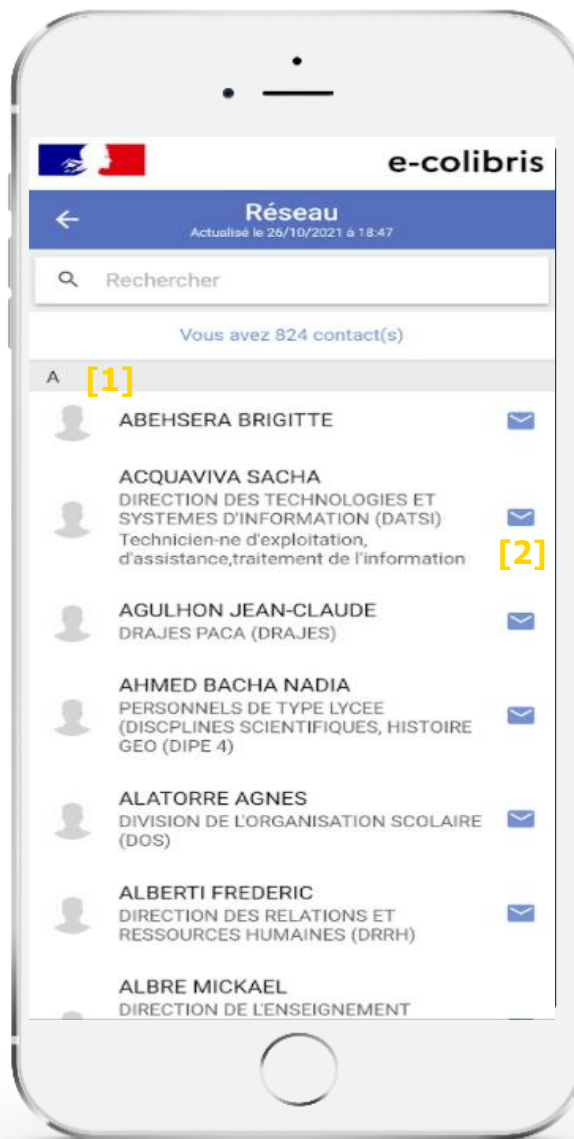 e-colibris
Réseau
Actualisé le 26/10/2021 à 18:47
Rechercher
Vous avez 824 contact(s)
A [1]
ABEHSERA BRIGITTE
ACQUAVIVA SACHA
DIRECTION DES TECHNOLOGIES ET
SYSTEMES D'INFORMATION (DATSI)
Technicien-ne d'exploitation,
d'assistance,traitement de l'information
[2]
AGULHON JEAN-CLAUDE
DRAJES PACA (DRAJES)
AHMED BACHA NADIA
PERSONNELS DE TYPE LYCEE
(DISCPLINES SCIENTIFIQUES, HISTOIRE
GEO (DIPE 4)
ALATORRE AGNES
DIVISION DE L'ORGANISATION SCOLAIRE
(DOS)
ALBERTI FREDERIC
DIRECTION DES RELATIONS ET
RESSOURCES HUMAINES (DRRH)
ALBRE MICKAEL
DIRECTION DE L'ENSEIGNEMENT